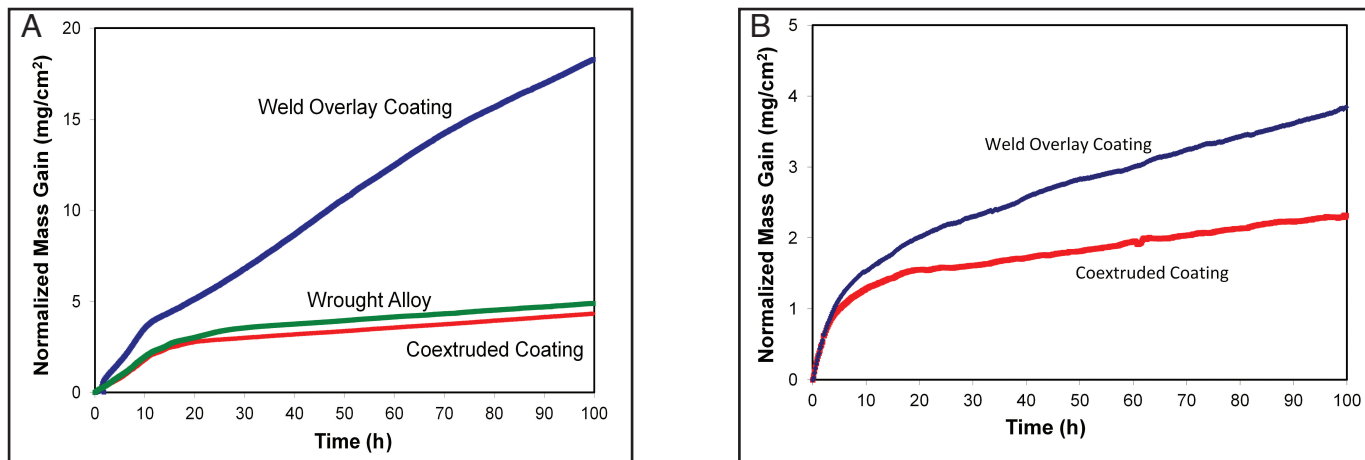 A
Normalized Mass Gain (mg/cm²)
20
15
10
5
0
Weld Overlay Coating
Wrought Alloy
Coextruded Coating
0 10 20 30 40 50 60 70 80 90 100
Time (h)
B
Normalized Mass Gain (mg/cm²)
5
4
3
2
1
0
Weld Overlay Coating
Coextruded Coating
0 10 20 30 40 50 60 70 80 90 100
Time (h)